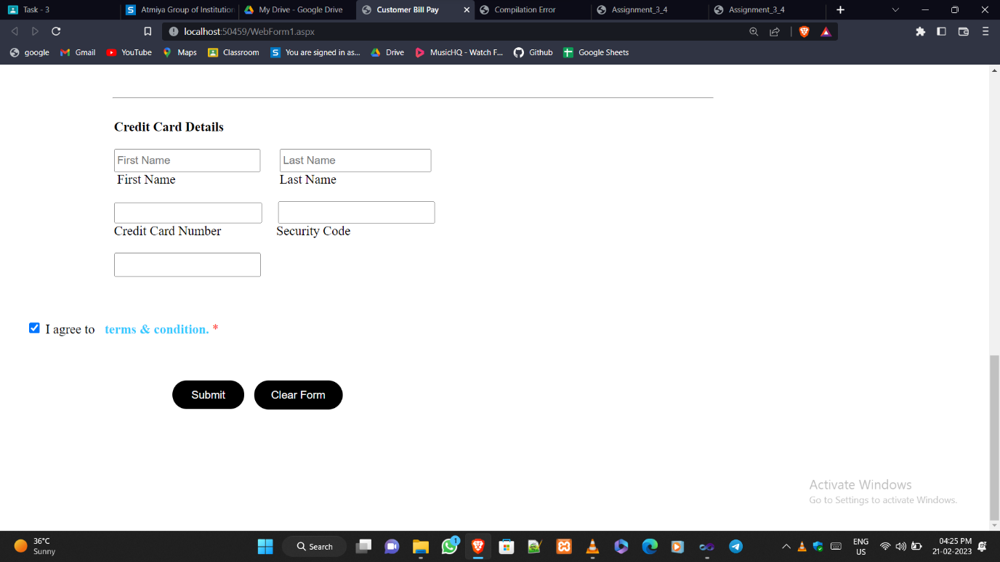 Task - 3
Atmiya Group of Institution
My Drive - Google Drive
Customer Bill Pay
Compilation Error
Assignment_3_4
Assignment_3_4
localhost:50459/WebForm1.aspx
google
Gmail
YouTube
Maps
Classroom
You are signed in as...
Drive
MusicHQ - Watch F...
Github
Google Sheets
Credit Card Details
First Name
Last Name
First Name
Last Name
Credit Card Number
Security Code
I agree to terms & condition. *
Submit
Clear Form
Activate Windows
Go to Settings to activate Windows.
36°C
Sunny
Search
1
ENG
US
04:25 PM
21-02-2023